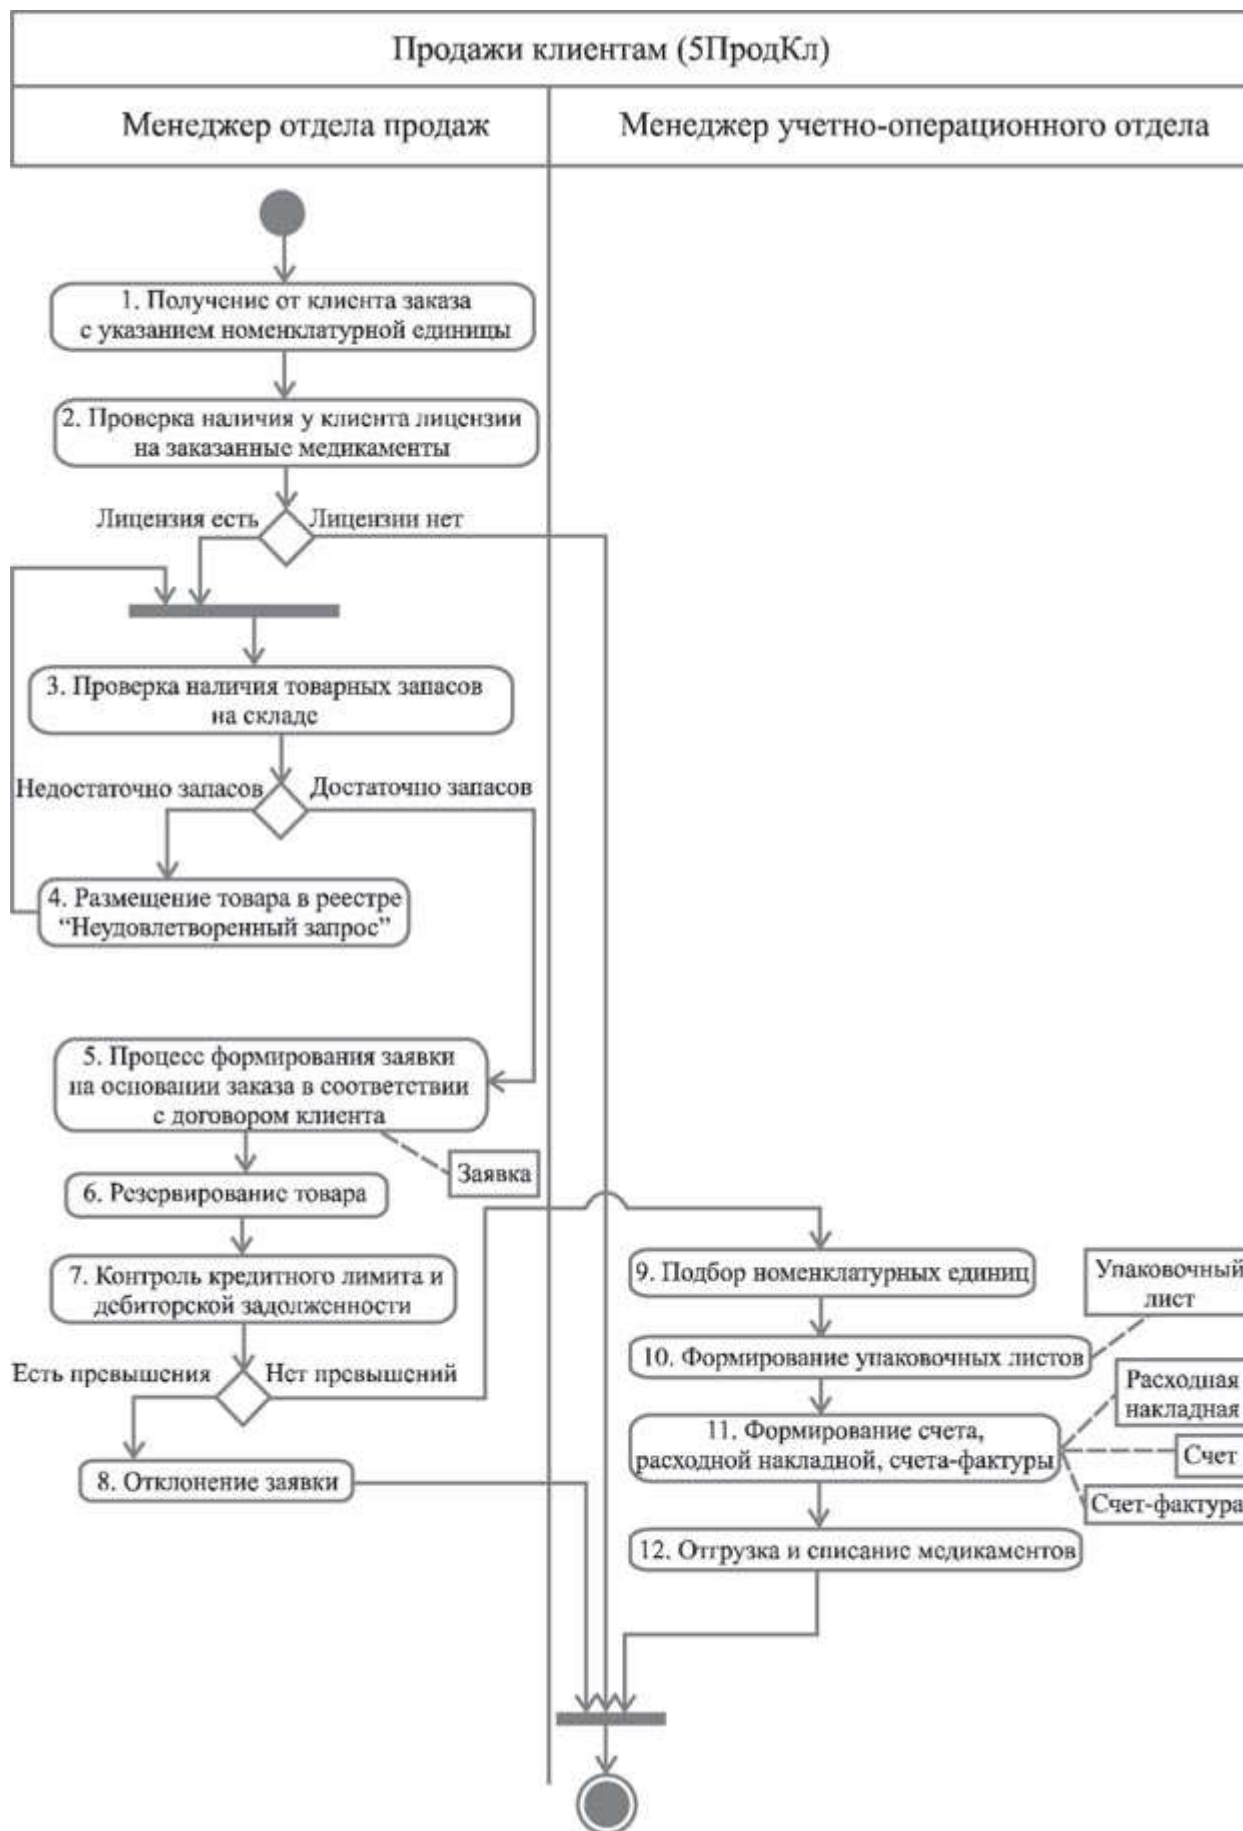 Продажи клиентам (5ПродКл)
Менеджер отдела продаж
Менеджер учетно-операционного отдела
1. Получение от клиента заказа
с указанием номенклатурной единицы
2. Проверка наличия у клиента лицензии
на заказанные медикаменты
Лицензия есть
Лицензии нет
3. Проверка наличия товарных запасов
на складе
Недостаточно запасов
Достаточно запасов
4. Размещение товара в реестре
“Неудовлетворенный запрос”
5. Процесс формирования заявки
на основании заказа в соответствии
с договором клиента
Заявка
6. Резервирование товара
7. Контроль кредитного лимита и
дебиторской задолженности
Есть превышения
Нет превышений
8. Отклонение заявки
9. Подбор номенклатурных единиц
Упаковочный
лист
10. Формирование упаковочных листов
Расходная
накладная
11. Формирование счета,
расходной накладной, счета-фактуры
Счет
Счет-фактура
12. Отгрузка и списание медикаментов